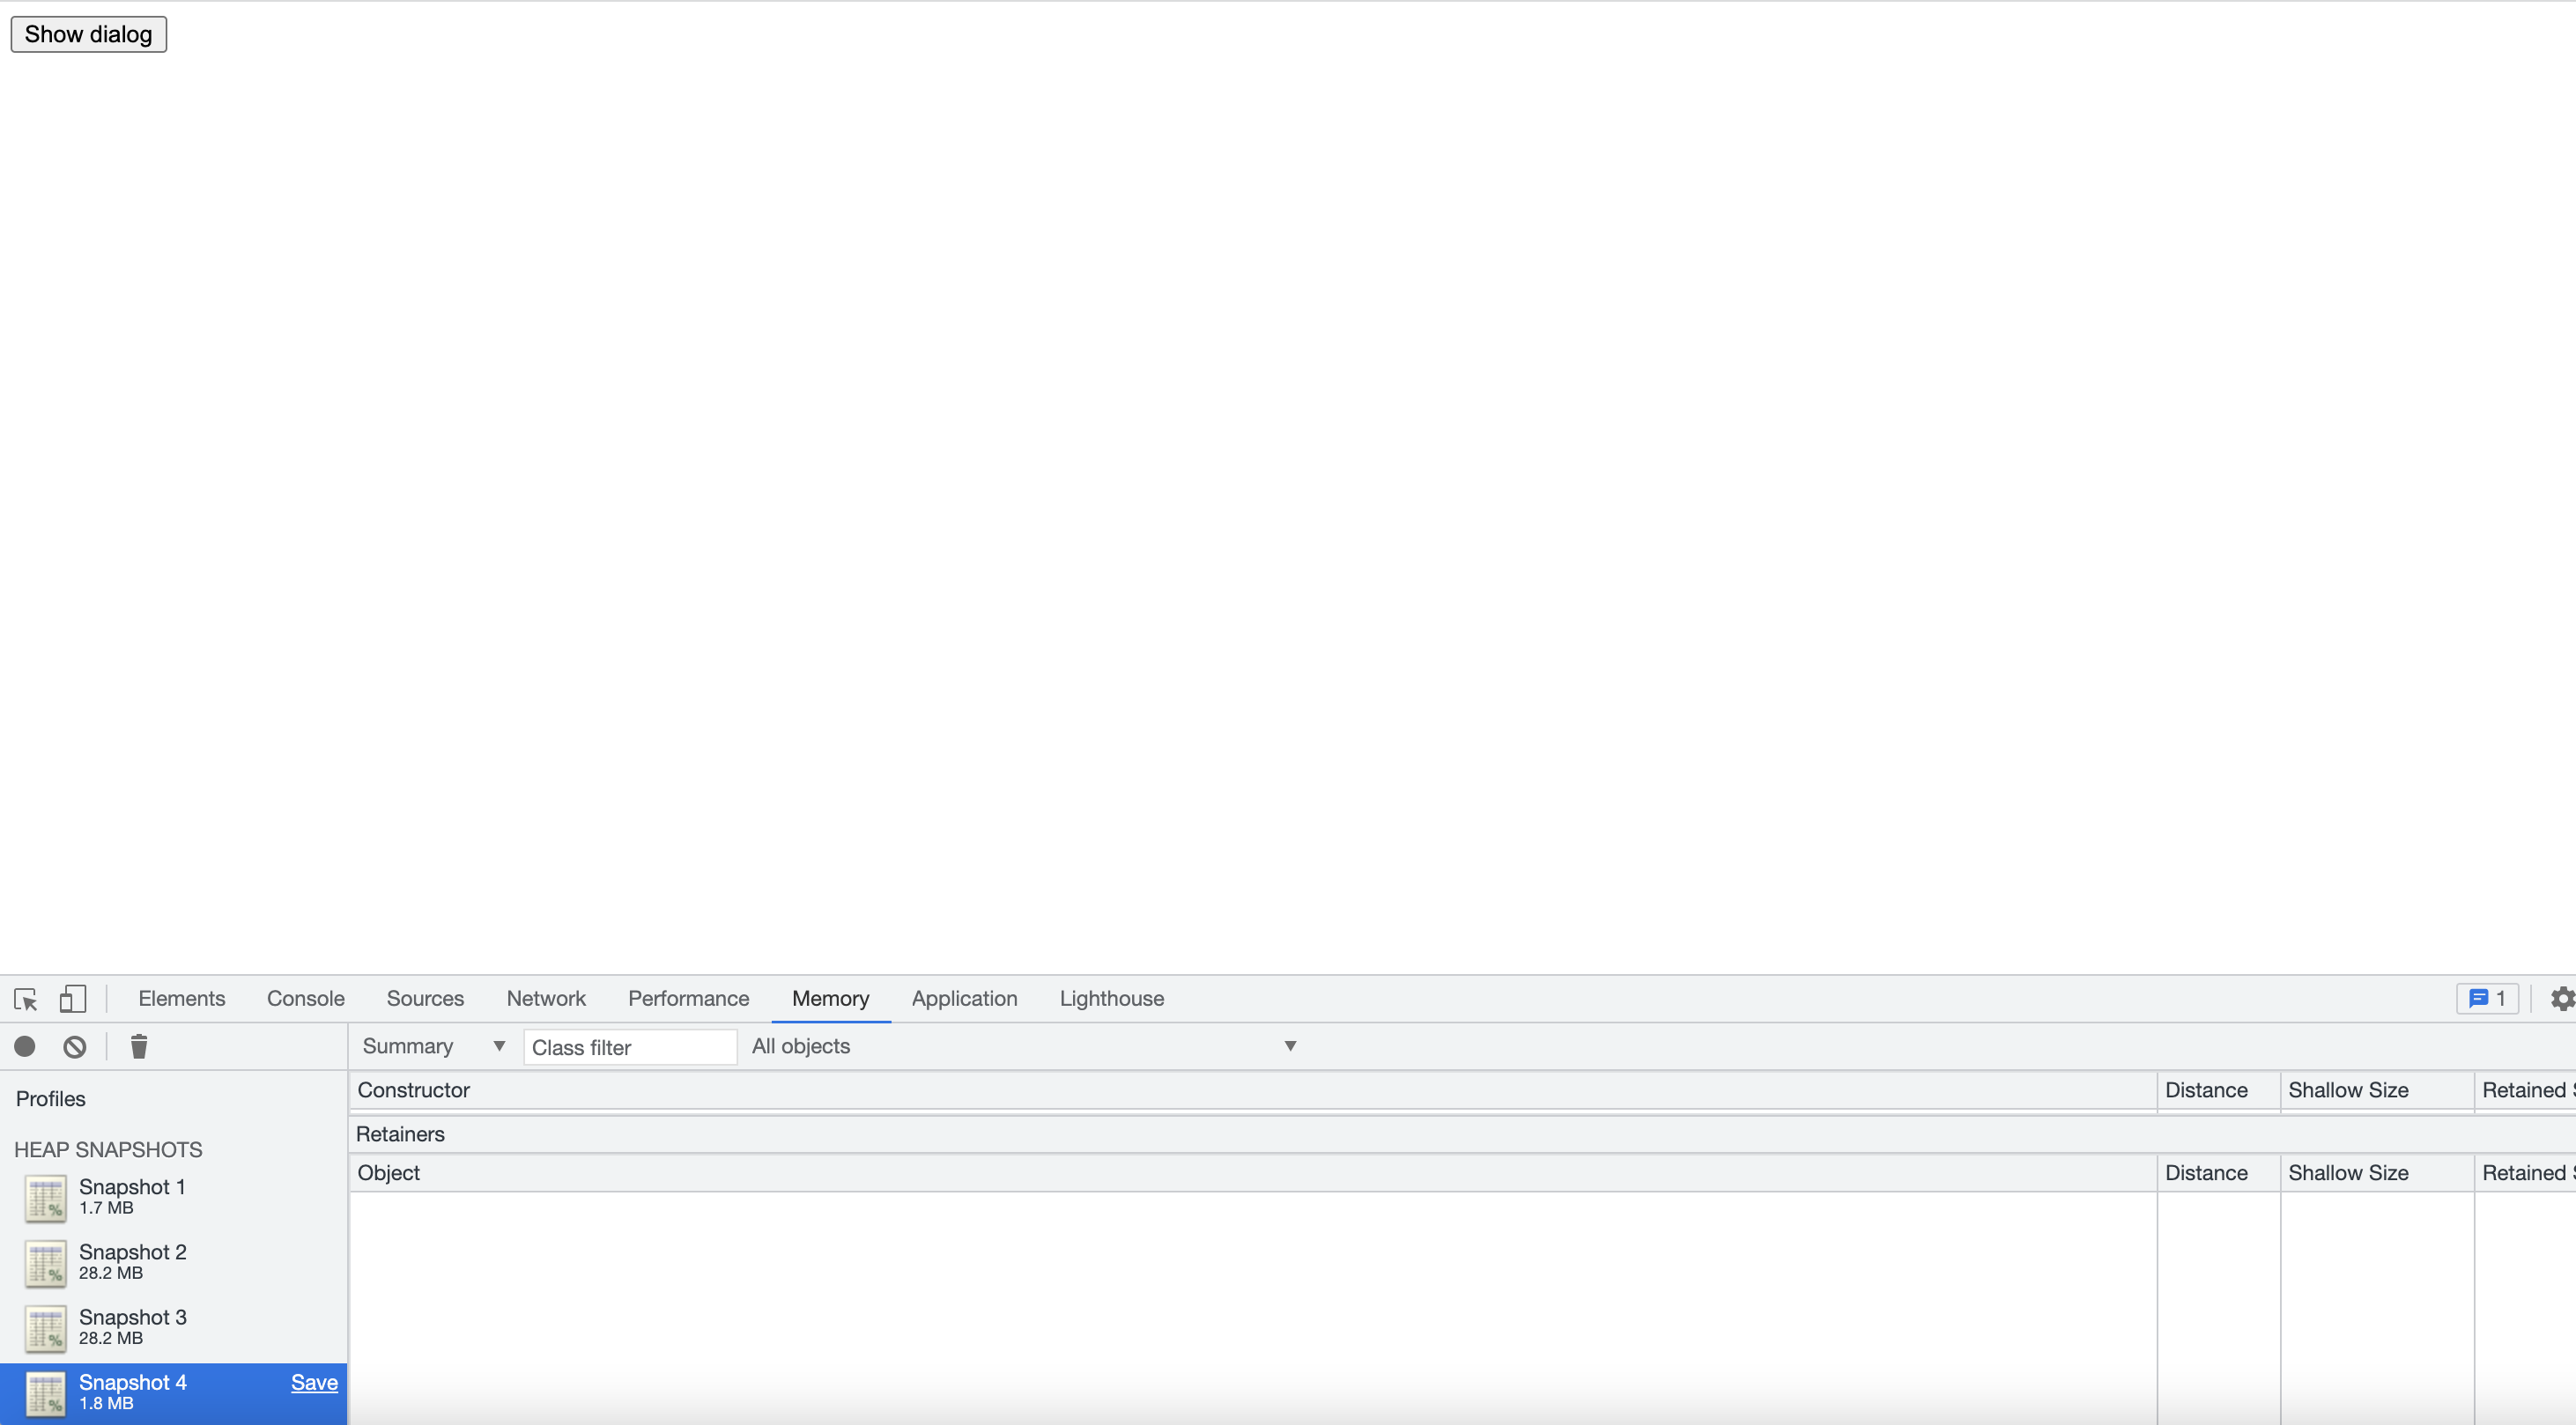 Show dialog
Elements Console Sources Network Performance Memory Application Lighthouse 1
Summary Class filter All objects
Profiles
HEAP SNAPSHOTS
Snapshot 1
1.7 MB
Snapshot 2
28.2 MB
Snapshot 3
28.2 MB
Snapshot 4 Save
1.8 MB
Constructor Distance Shallow Size Retained S
Retainers
Object Distance Shallow Size Retained S